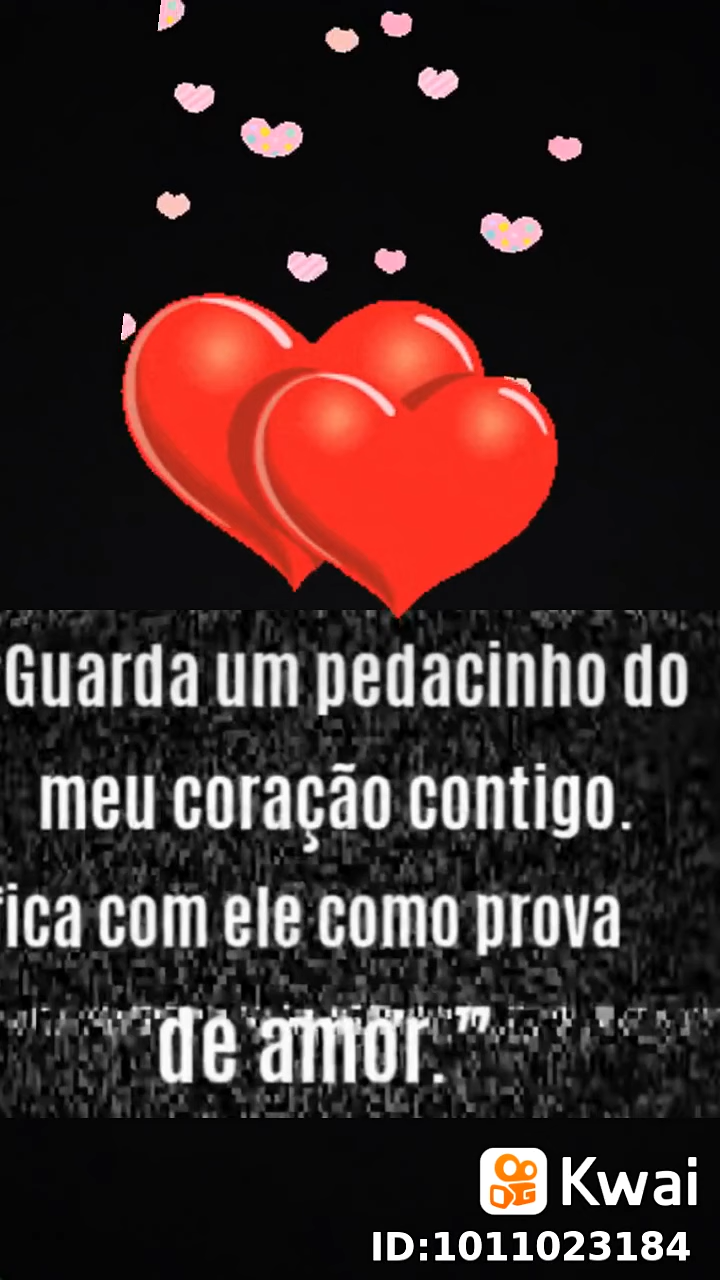 Guarda um pedacinho do
meu coração contigo.
fica com ele como prova
de amor.”
Kwai
ID:1011023184